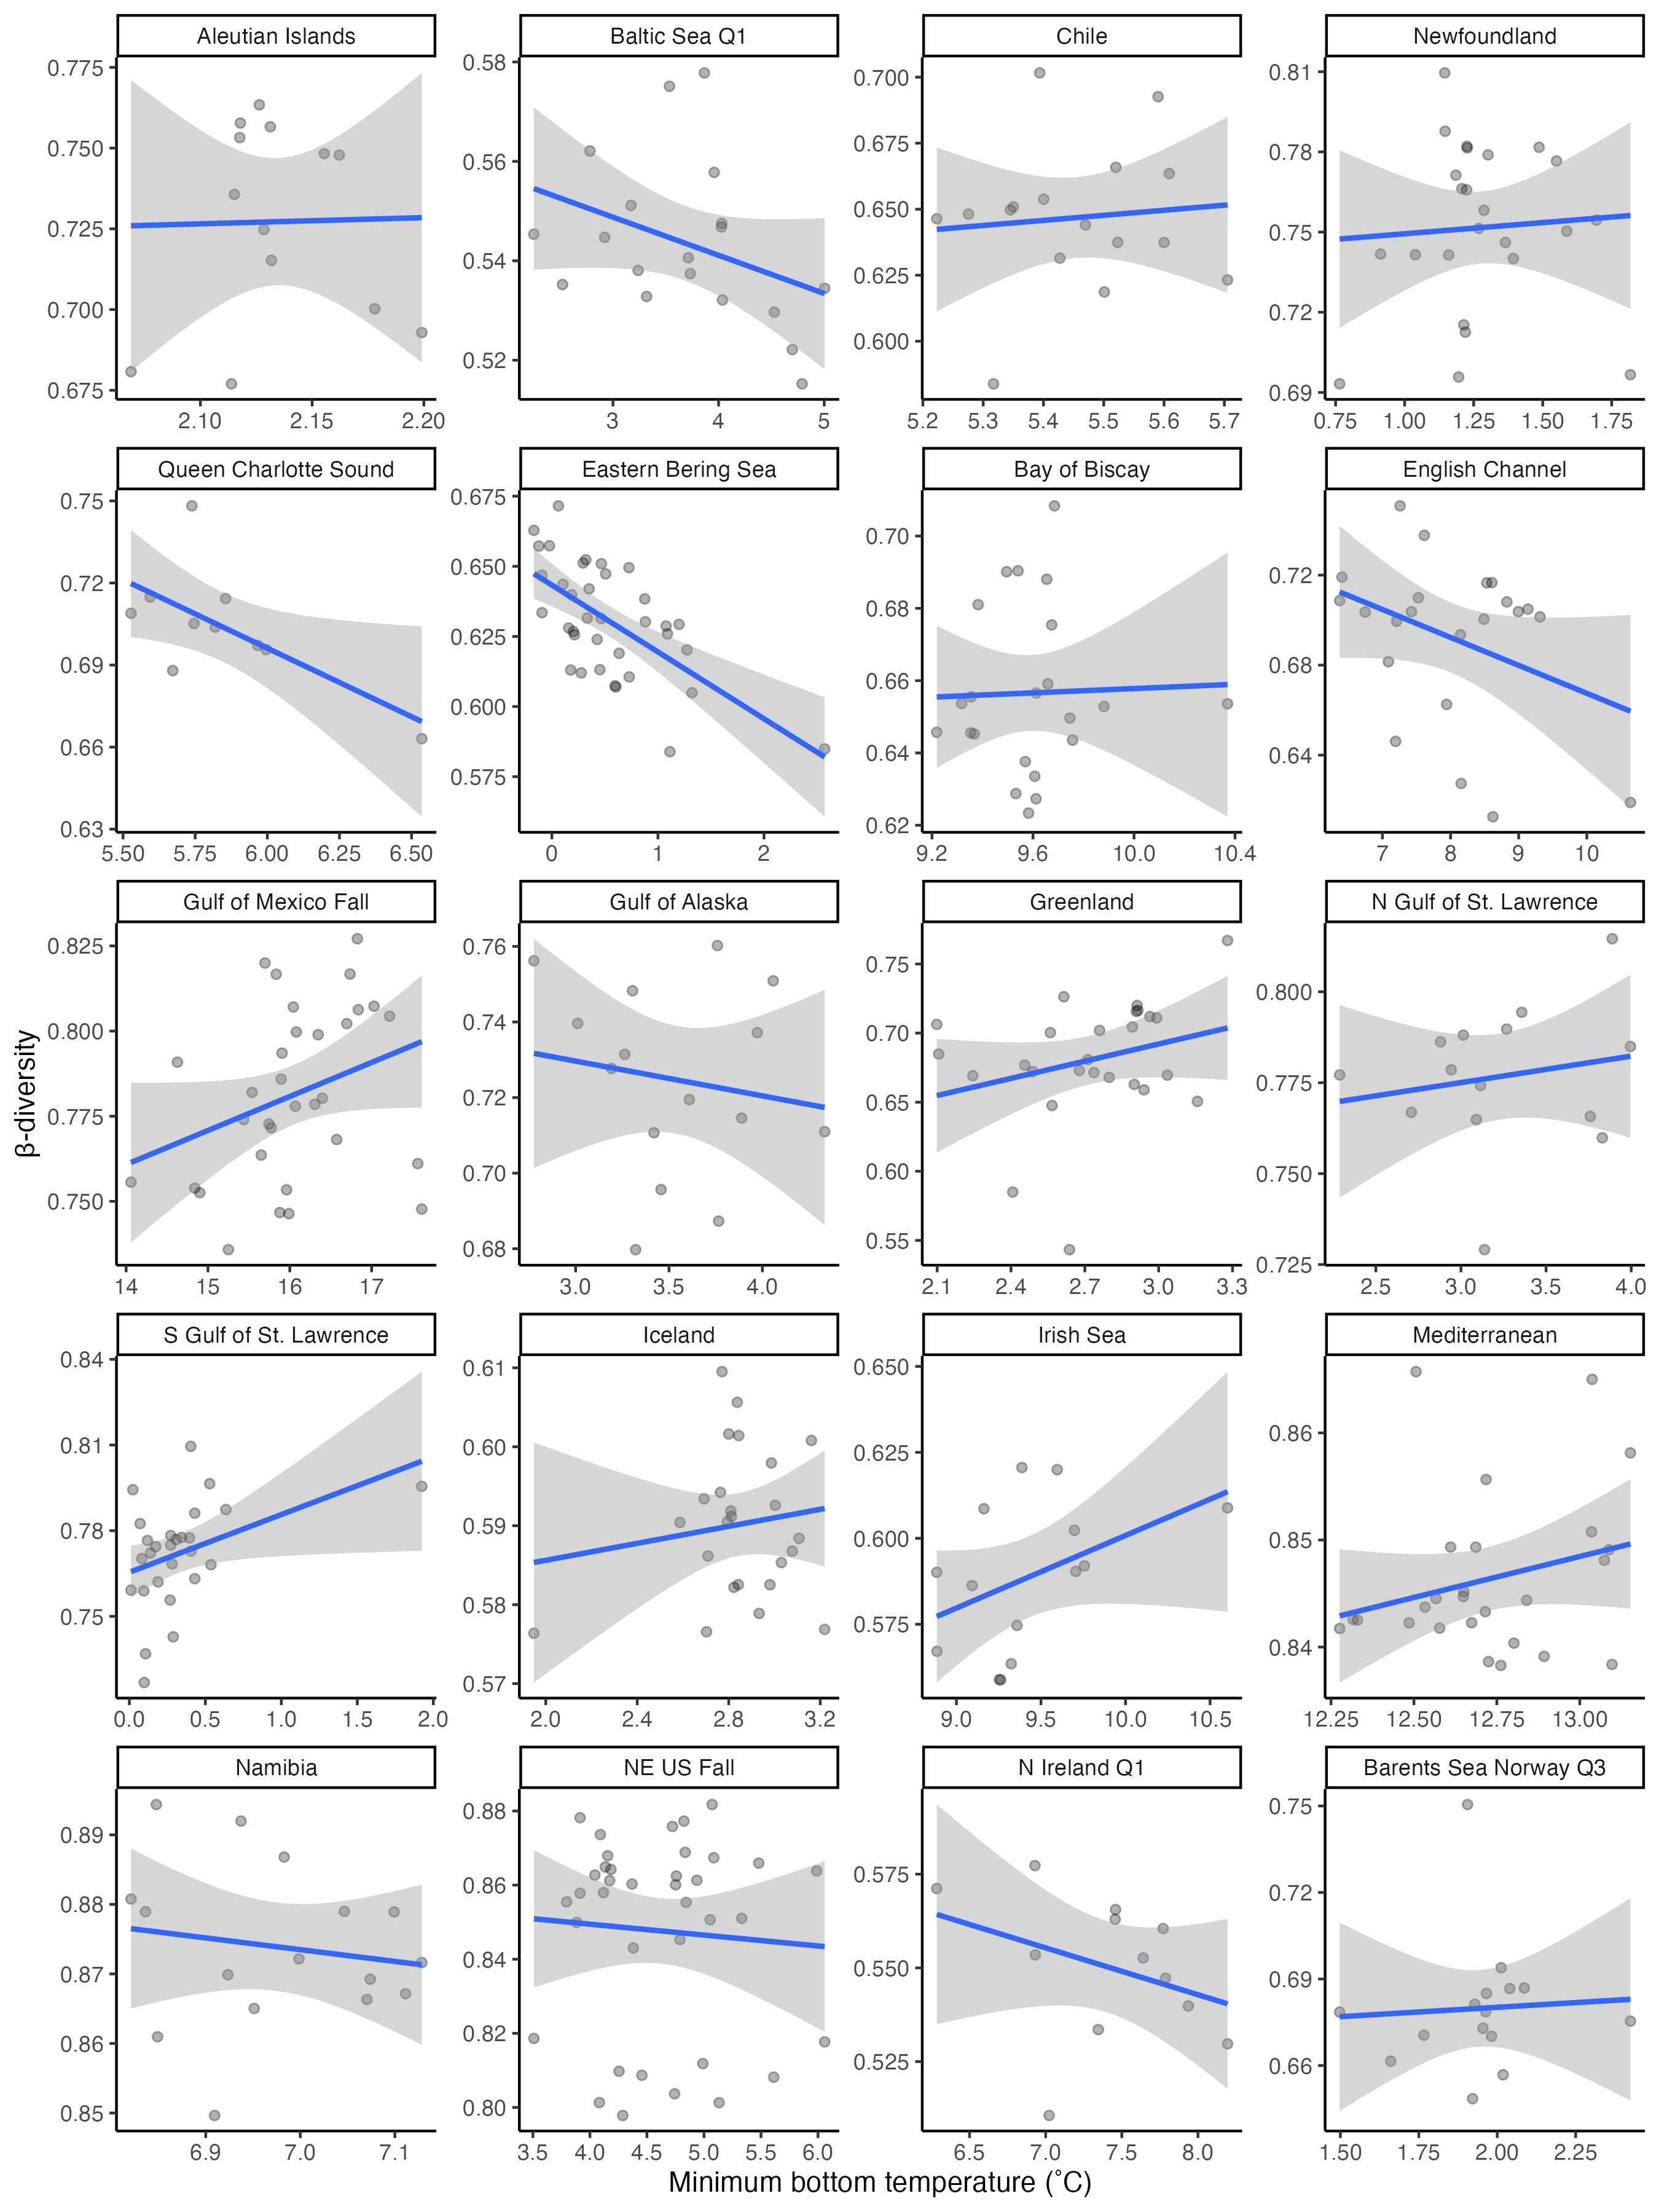 Aleutian Islands
Baltic Sea Q1
Chile
Newfoundland
0.775
0.750
0.725
0.700
0.675
2.10 2.15 2.20
0.58
0.56
0.54
0.52
3 4 5
0.700
0.675
0.650
0.625
0.600
5.2 5.3 5.4 5.5 5.6 5.7
0.81
0.78
0.75
0.72
0.69
0.75 1.00 1.25 1.50 1.75
Queen Charlotte Sound
Eastern Bering Sea
Bay of Biscay
English Channel
0.75
0.72
0.69
0.66
0.63
5.50 5.75 6.00 6.25 6.50
0.675
0.650
0.625
0.600
0.575
0 1 2
0.70
0.68
0.66
0.64
0.62
9.2 9.6 10.0 10.4
0.72
0.68
0.64
7 8 9 10
Gulf of Mexico Fall
Gulf of Alaska
Greenland
N Gulf of St. Lawrence
0.825
0.800
0.775
0.750
14 15 16 17
0.76
0.74
0.72
0.70
0.68
3.0 3.5 4.0
0.75
0.70
0.65
0.60
0.55
2.1 2.4 2.7 3.0 3.3
0.800
0.775
0.750
0.725
2.5 3.0 3.5 4.0
β-diversity
S Gulf of St. Lawrence
Iceland
Irish Sea
Mediterranean
0.84
0.81
0.78
0.75
0.0 0.5 1.0 1.5 2.0
0.61
0.60
0.59
0.58
0.57
2.0 2.4 2.8 3.2
0.650
0.625
0.600
0.575
9.0 9.5 10.0 10.5
0.86
0.85
0.84
12.25 12.50 12.75 13.00
Namibia
NE US Fall
N Ireland Q1
Barents Sea Norway Q3
0.89
0.88
0.87
0.86
0.85
6.9 7.0 7.1
0.88
0.86
0.84
0.82
0.80
3.5 4.0 4.5 5.0 5.5 6.0
0.575
0.550
0.525
6.5 7.0 7.5 8.0
0.75
0.72
0.69
0.66
1.50 1.75 2.00 2.25
Minimum bottom temperature (˚C)